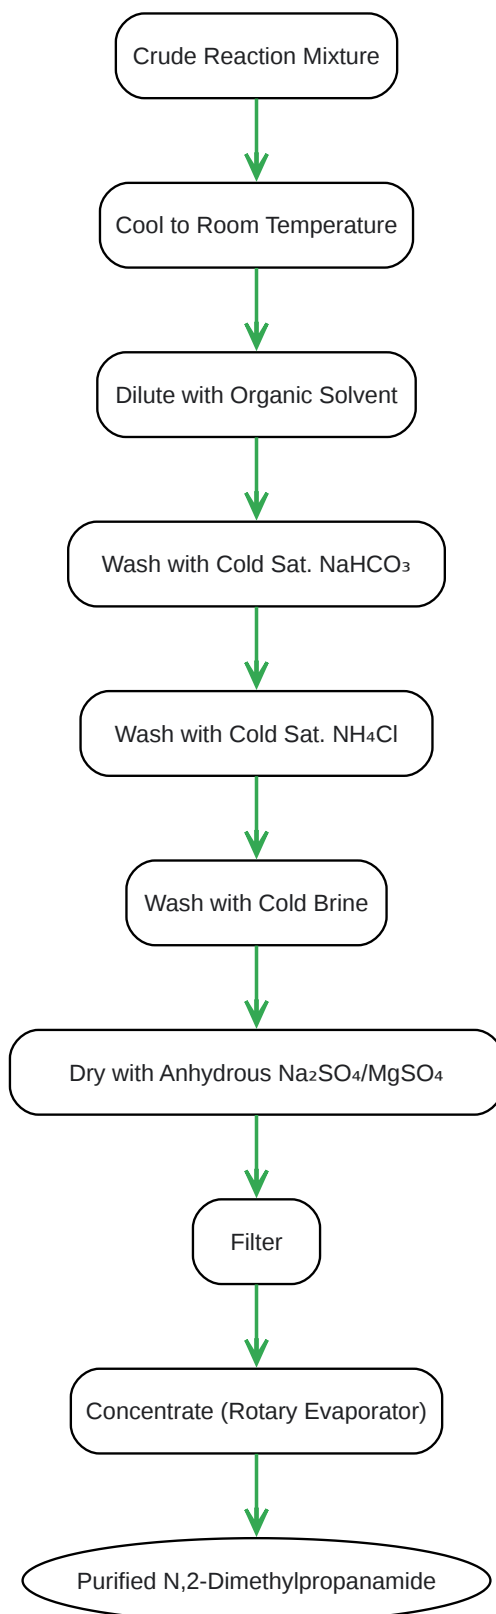 Crude Reaction Mixture
Cool to Room Temperature
Dilute with Organic Solvent
Wash with Cold Sat. NaHCO₃
Wash with Cold Sat. NH₄Cl
Wash with Cold Brine
Dry with Anhydrous Na₂SO₄/MgSO₄
Filter
Concentrate (Rotary Evaporator)
Purified N,2-Dimethylpropanamide